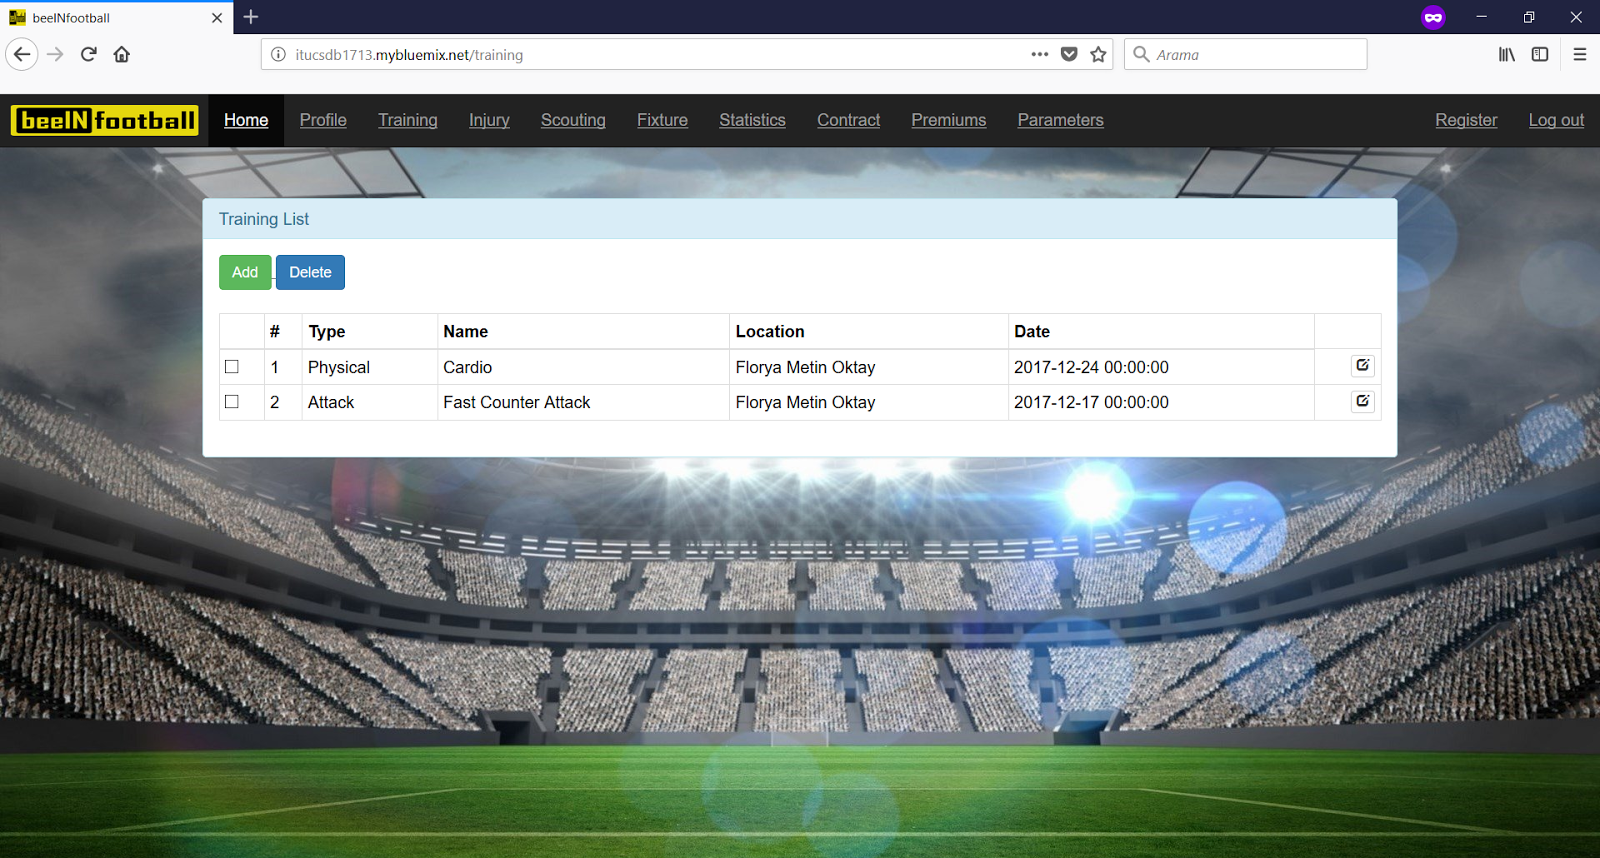 beeINfootball
itucsdb1713.mybluemix.net/training
Arama
beeINfootball Home Profile Training Injury Scouting Fixture Statistics Contract Premiums Parameters Register Log out
Training List
Add Delete
# Type Name Location Date
1 Physical Cardio Florya Metin Oktay 2017-12-24 00:00:00
2 Attack Fast Counter Attack Florya Metin Oktay 2017-12-17 00:00:00